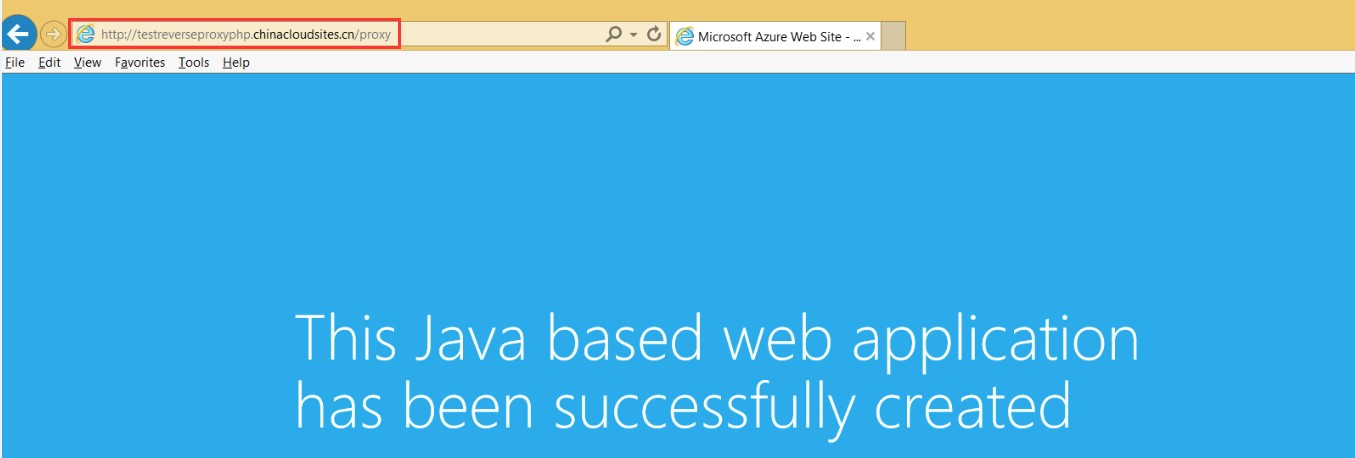 http://testreverseproxyphp.chinacloudsites.cn/proxy
Microsoft Azure Web Site - ...
File Edit View Favorites Tools Help
This Java based web application
has been successfully created